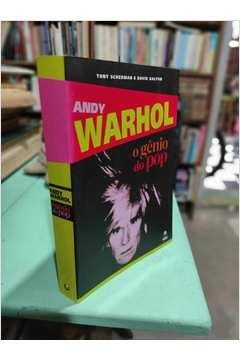 TONY SCHERMAN & DAVID DALTON
ANDY
WARHOL
o gênio
do pop
ANDY
WARHOL
o gênio
do pop